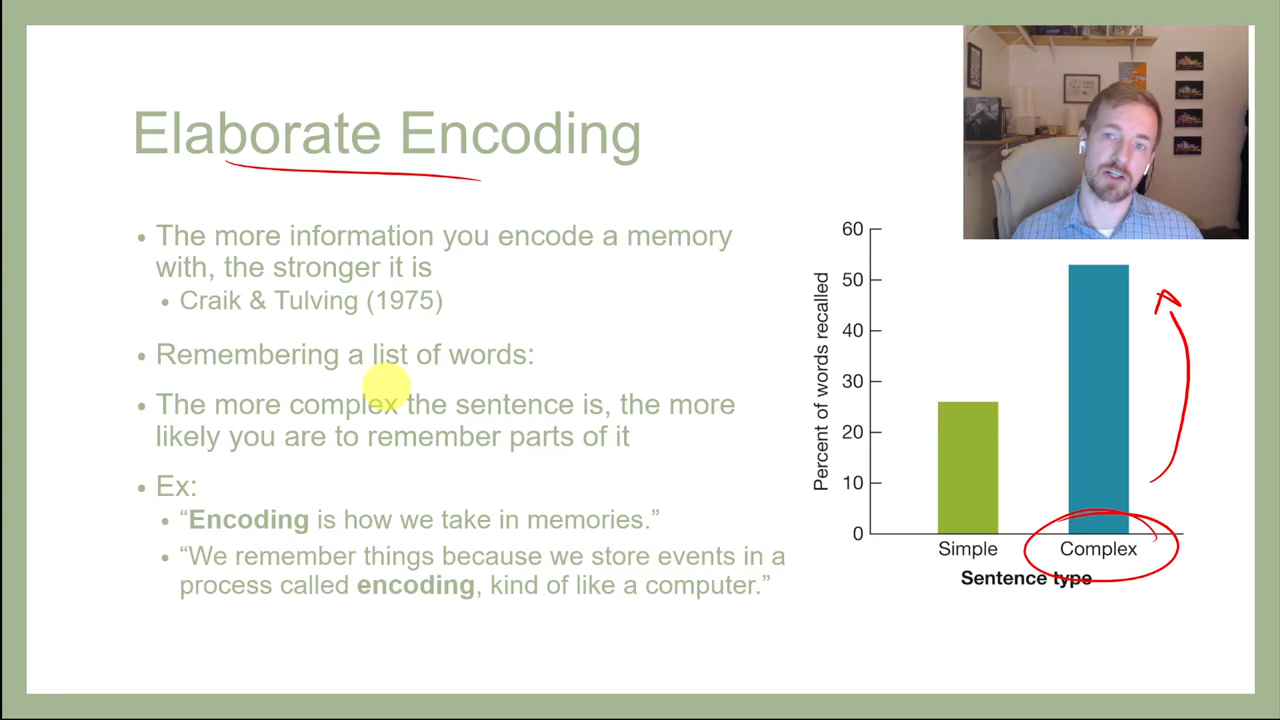 Elaborate Encoding
• The more information you encode a memory
with, the stronger it is
• Craik & Tulving (1975)
• Remembering a list of words:
• The more complex the sentence is, the more
likely you are to remember parts of it
• Ex:
• “Encoding is how we take in memories.”
• “We remember things because we store events in a
process called encoding, kind of like a computer.”
Percent of words recalled
60
50
40
30
20
10
0
Simple Complex
Sentence type